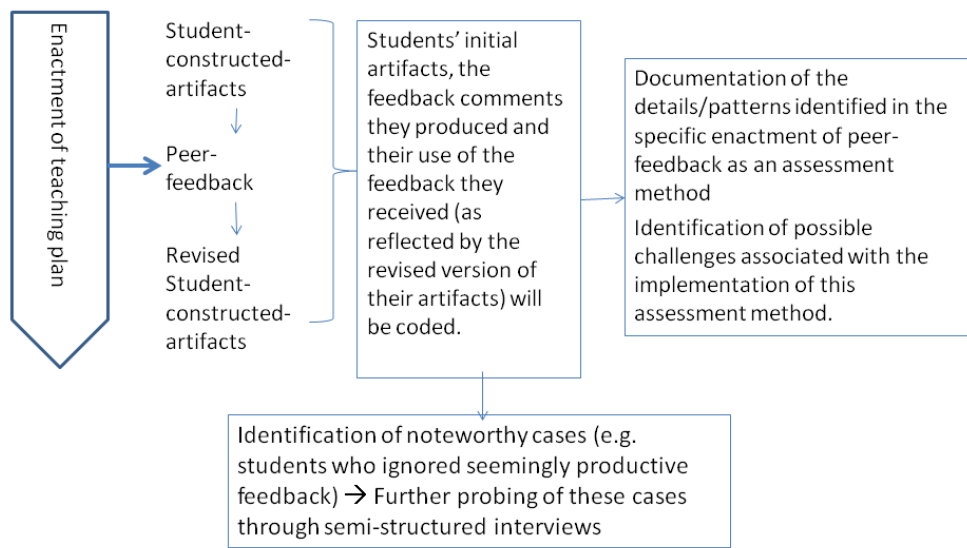 Enactment of teaching plan
Student-
constructed-
artifacts
Peer-
feedback
Revised
Student-
constructed-
artifacts
Students’ initial
artifacts, the
feedback comments
they produced and
their use of the
feedback they
received (as
reflected by the
revised version of
their artifacts) will
be coded.
Documentation of the
details/patterns identified in the
specific enactment of peer-
feedback as an assessment
method
Identification of possible
challenges associated with the
implementation of this
assessment method.
Identification of noteworthy cases (e.g.
students who ignored seemingly productive
feedback) → Further probing of these cases
through semi-structured interviews